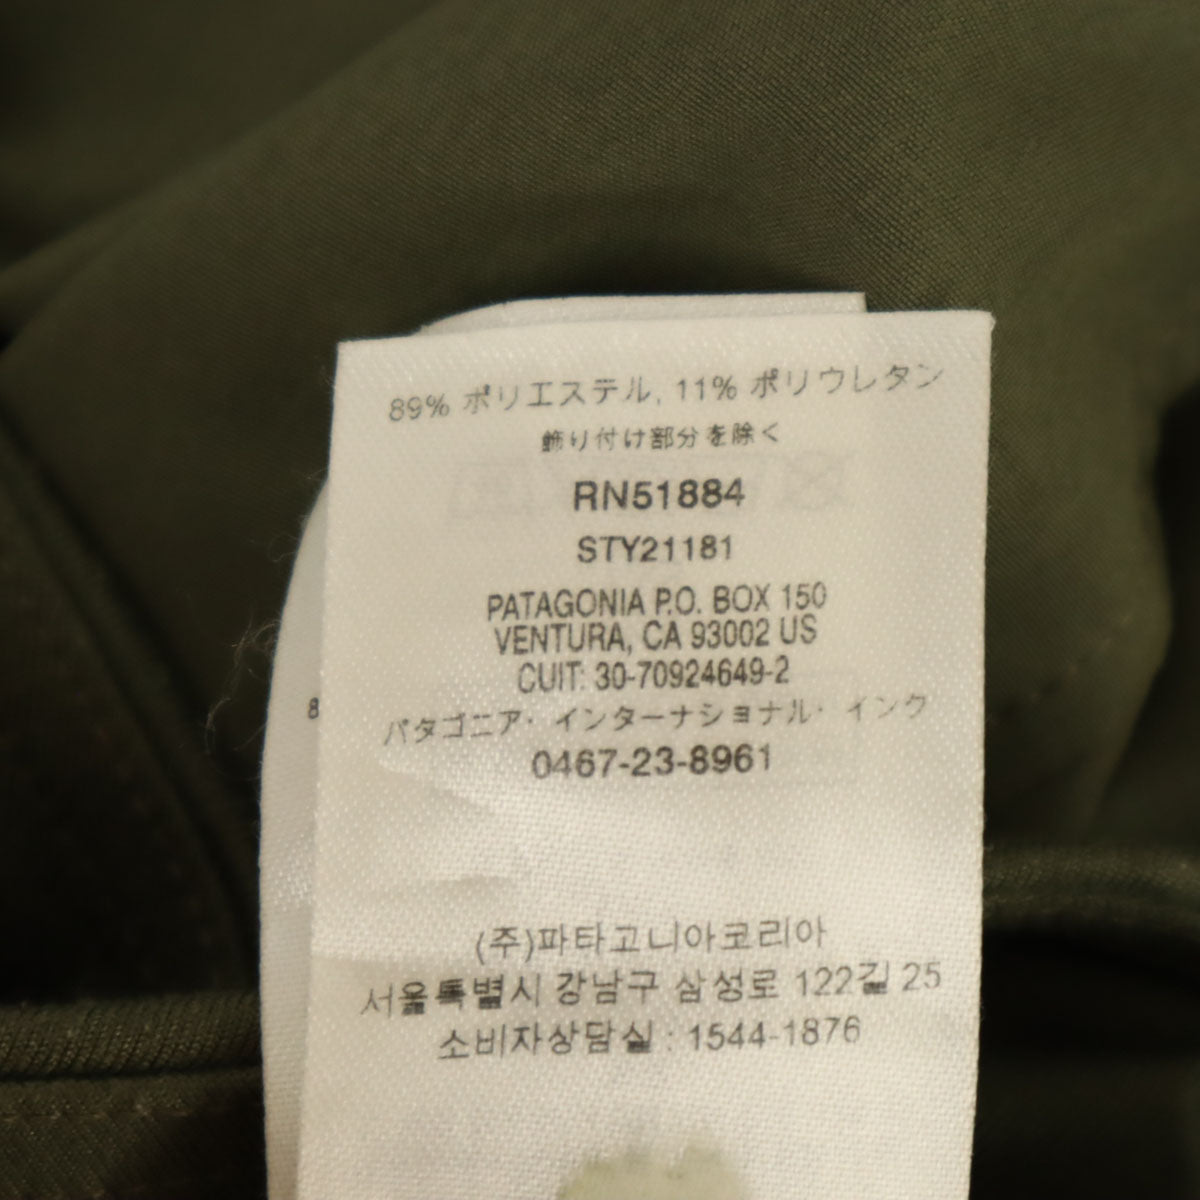 89% ポリエステル, 11% ポリウレタン
飾り付け部分を除く
RN51884
STY21181
PATAGONIA P.O. BOX 150
VENTURA, CA 93002 US
CUIT: 30-70924649-2
パタゴニア・インターナショナル・インク
0467-23-8961
8
(주)파타고니아코리아
서울특별시 강남구 삼성로 122길 25
소비자상담실 : 1544-1876